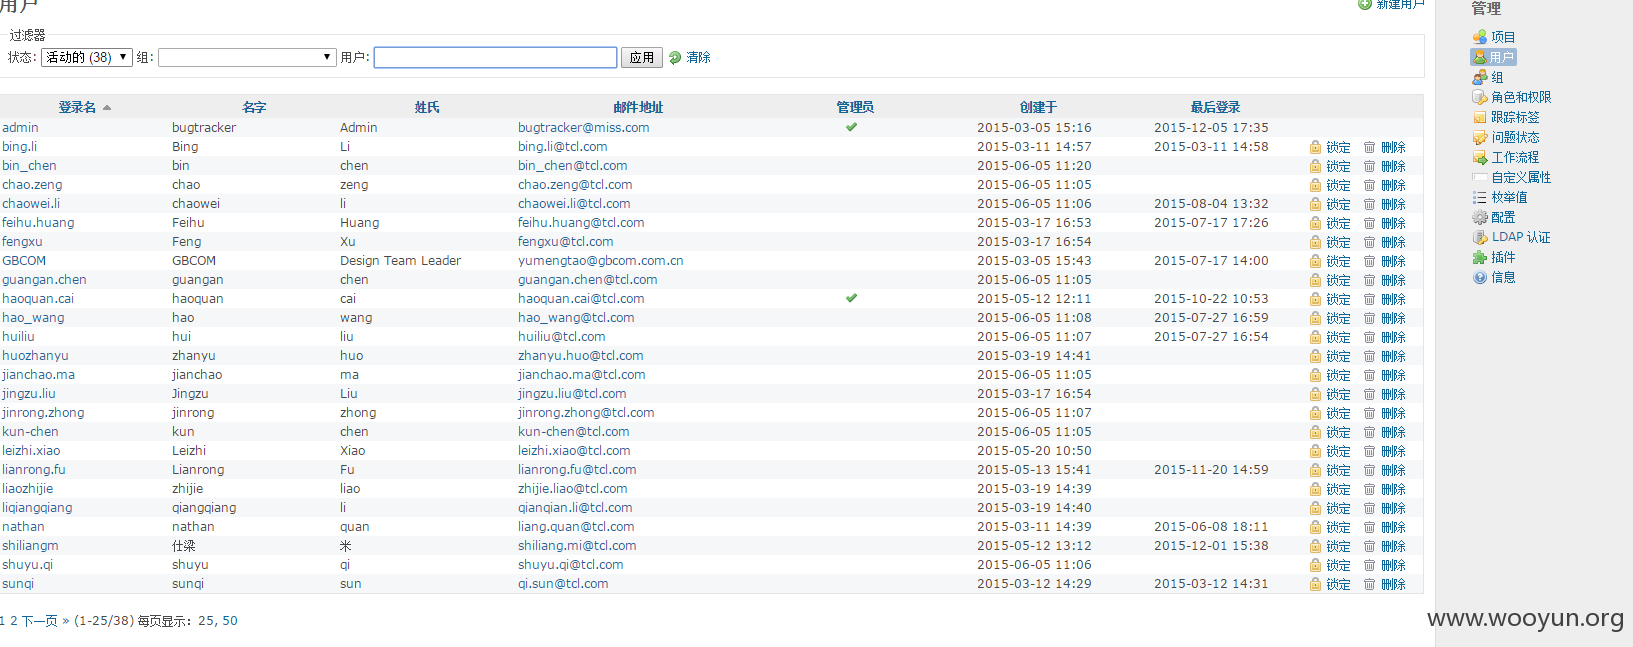 用户
新建用户
过滤器
状态: 活动的 (38) 组: 用户: 应用 清除
登录名 名字 姓氏 邮件地址 管理员 创建于 最后登录
admin bugtracker Admin bugtracker@miss.com 2015-03-05 15:16 2015-12-05 17:35
bing.li Bing Li bing.li@tcl.com 2015-03-11 14:57 2015-03-11 14:58 锁定 删除
bin_chen bin chen bin_chen@tcl.com 2015-06-05 11:20 锁定 删除
chao.zeng chao zeng chao.zeng@tcl.com 2015-06-05 11:05 锁定 删除
chaowei.li chaowei li chaowei.li@tcl.com 2015-06-05 11:06 2015-08-04 13:32 锁定 删除
feihu.huang Feihu Huang feihu.huang@tcl.com 2015-03-17 16:53 2015-07-17 17:26 锁定 删除
fengxu Feng Xu fengxu@tcl.com 2015-03-17 16:54 锁定 删除
GBCOM GBCOM Design Team Leader yumengtao@gbcom.com.cn 2015-03-05 15:43 2015-07-17 14:00 锁定 删除
guangan.chen guangan chen guangan.chen@tcl.com 2015-06-05 11:05 锁定 删除
haoquan.cai haoquan cai haoquan.cai@tcl.com 2015-05-12 12:11 2015-10-22 10:53 锁定 删除
hao_wang hao wang hao_wang@tcl.com 2015-06-05 11:08 2015-07-27 16:59 锁定 删除
huiliu hui liu huiliu@tcl.com 2015-06-05 11:07 2015-07-27 16:54 锁定 删除
huozhanyu zhanyu huo zhanyu.huo@tcl.com 2015-03-19 14:41 锁定 删除
jianchao.ma jianchao ma jianchao.ma@tcl.com 2015-06-05 11:05 锁定 删除
jingzu.liu Jingzu Liu jingzu.liu@tcl.com 2015-03-17 16:54 锁定 删除
jinrong.zhong jinrong zhong jinrong.zhong@tcl.com 2015-06-05 11:07 锁定 删除
kun-chen kun chen kun-chen@tcl.com 2015-06-05 11:05 锁定 删除
leizhi.xiao Leizhi Xiao leizhi.xiao@tcl.com 2015-05-20 10:50 锁定 删除
lianrong.fu Lianrong Fu lianrong.fu@tcl.com 2015-05-13 15:41 2015-11-20 14:59 锁定 删除
liaozhijie zhijie liao zhijie.liao@tcl.com 2015-03-19 14:39 锁定 删除
liqiangqiang qiangqiang li qianqian.li@tcl.com 2015-03-19 14:40 锁定 删除
nathan nathan quan liang.quan@tcl.com 2015-03-11 14:39 2015-06-08 18:11 锁定 删除
shiliangm 仕梁 米 shiliang.mi@tcl.com 2015-05-12 13:12 2015-12-01 15:38 锁定 删除
shuyu.qi shuyu qi shuyu.qi@tcl.com 2015-06-05 11:06 锁定 删除
sunqi sunqi sun qi.sun@tcl.com 2015-03-12 14:29 2015-03-12 14:31 锁定 删除
1 2 下一页 » (1-25/38) 每页显示: 25, 50
管理
项目
用户
组
角色和权限
跟踪标签
问题状态
工作流程
自定义属性
枚举值
配置
LDAP 认证
插件
信息
www.wooyun.org